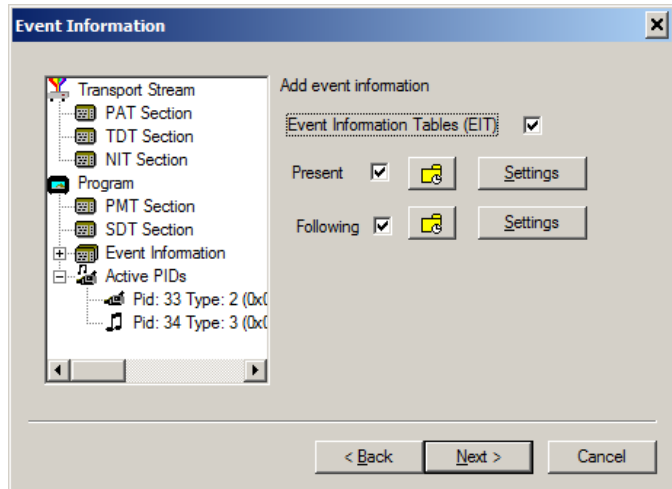 Event Information
Transport Stream
PAT Section
TDT Section
NIT Section
Program
PMT Section
SDT Section
Event Information
Active PIDs
Pid: 33 Type: 2 (0x0
Pid: 34 Type: 3 (0x0
Add event information
Event Information Tables (EIT)
Present
Settings
Following
Settings
< Back
Next >
Cancel